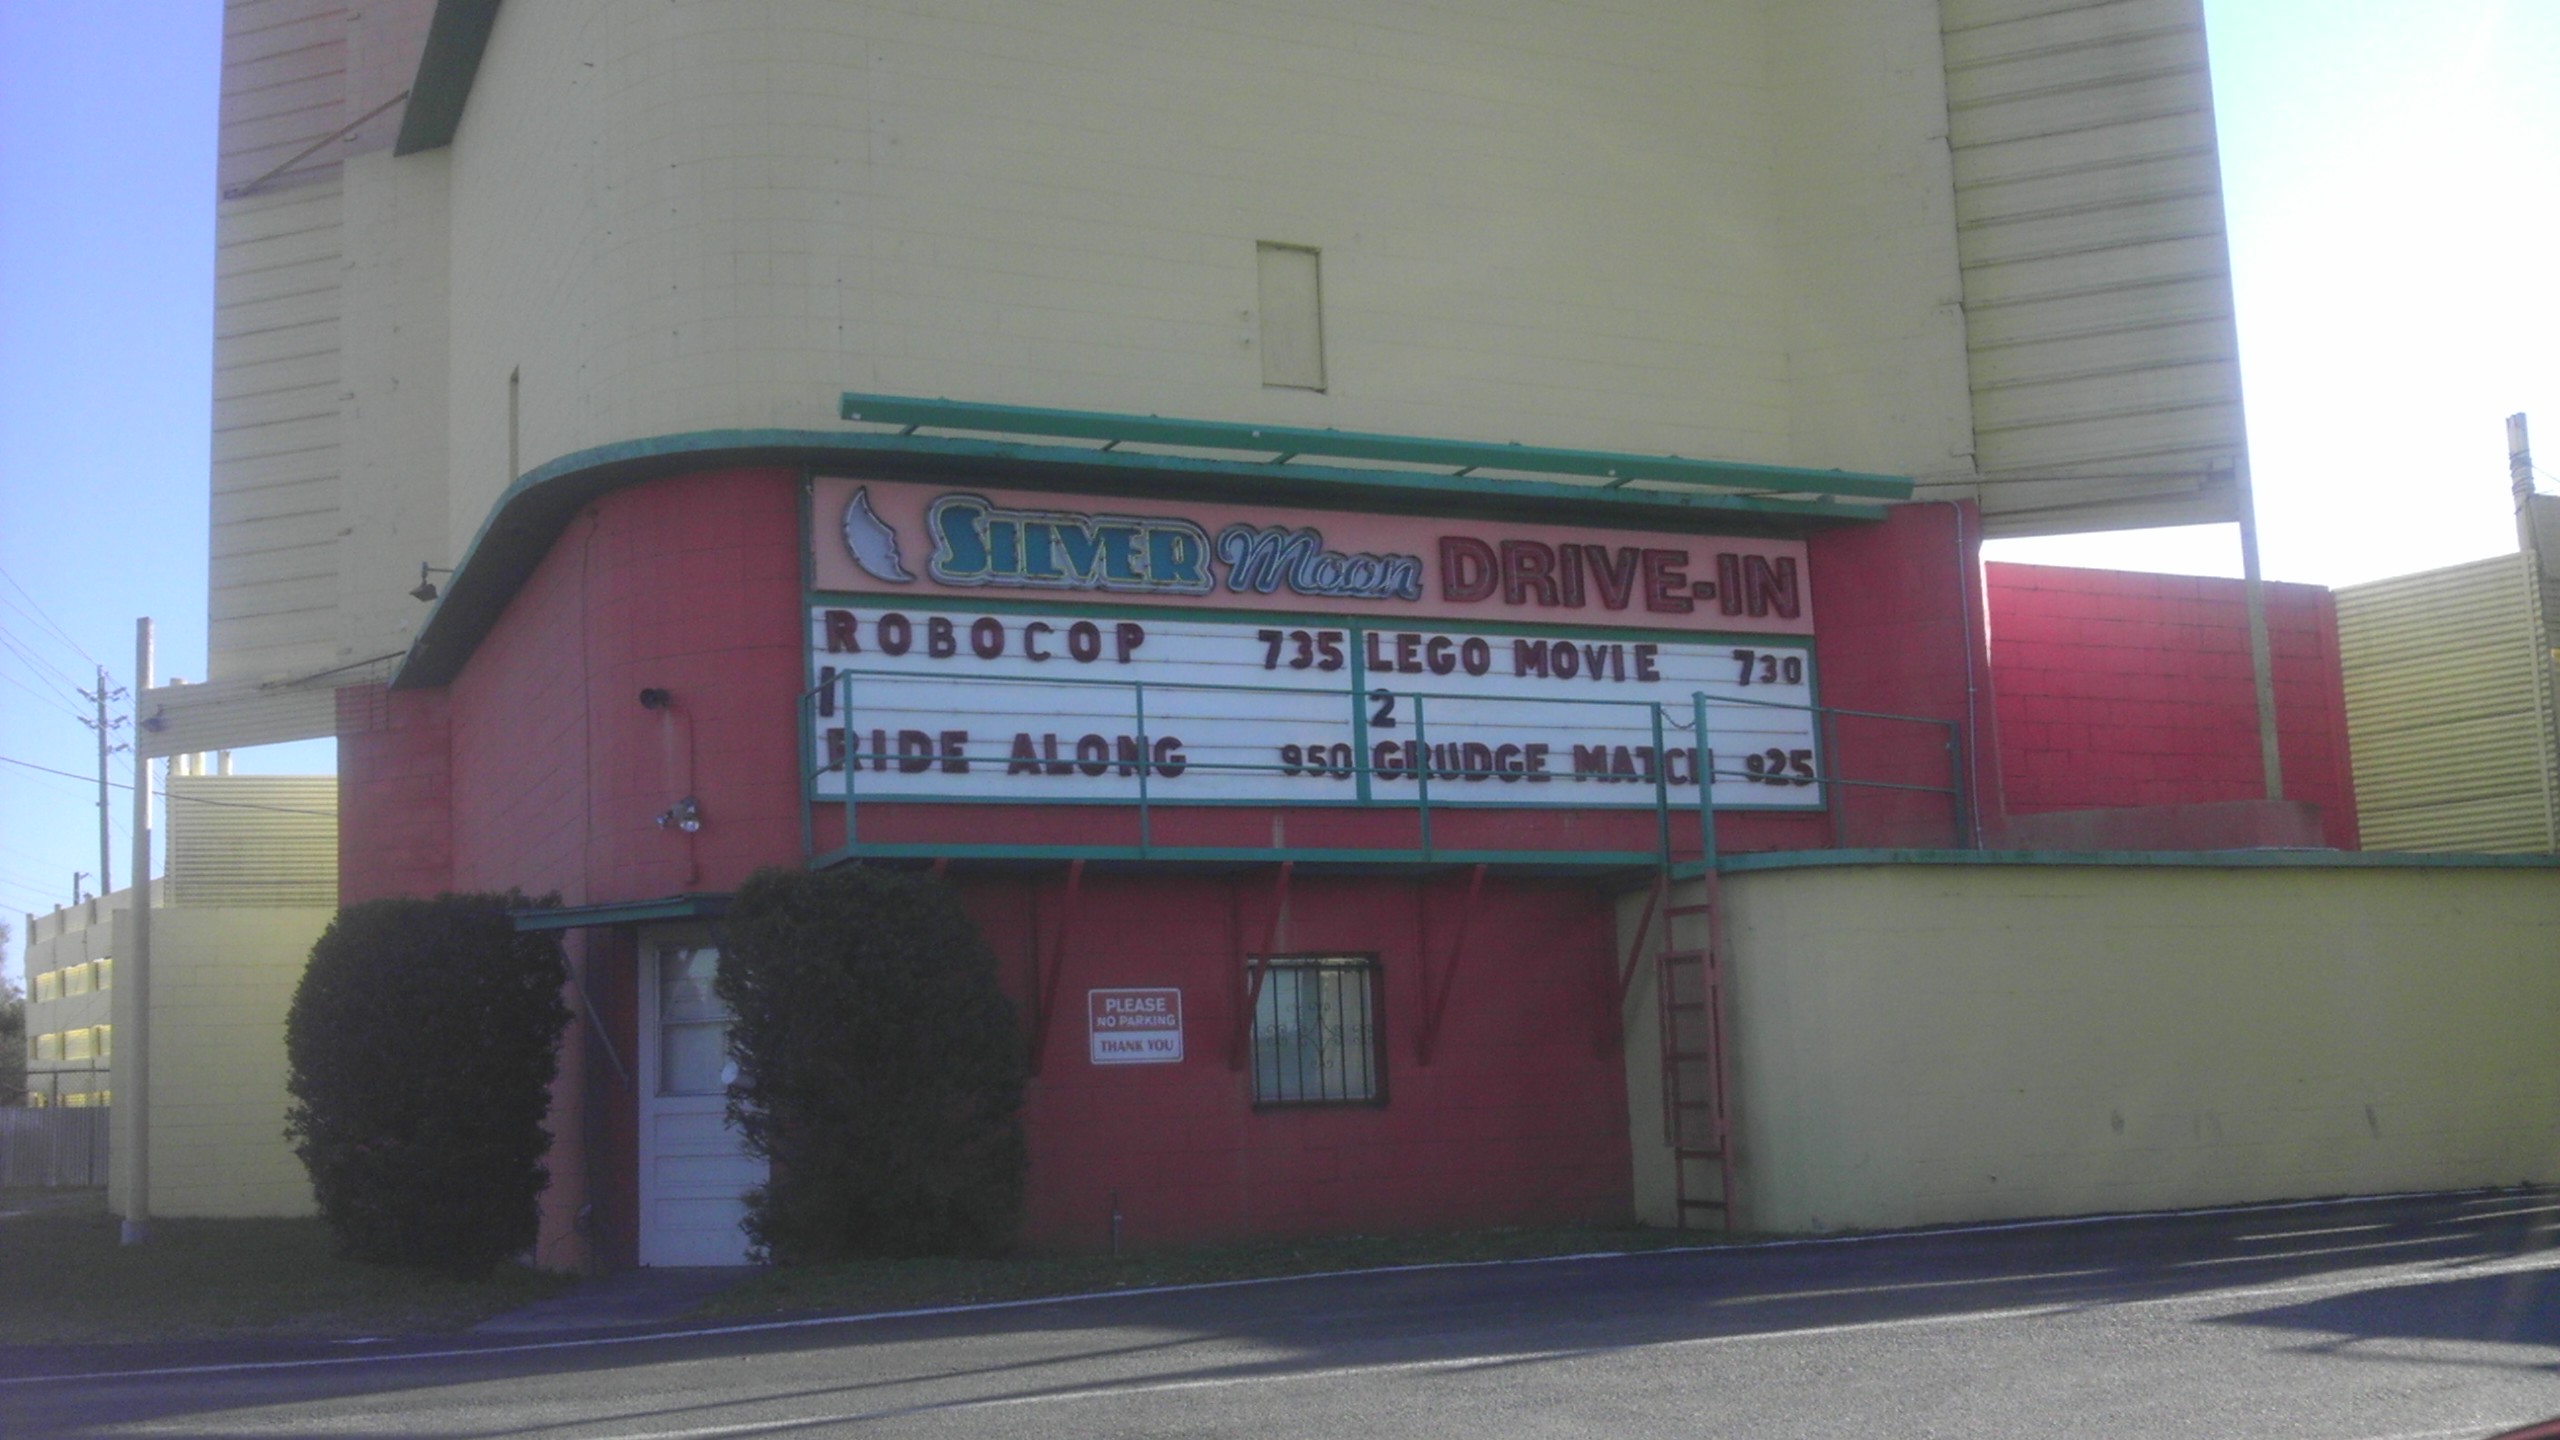 SILVER Moon DRIVE-IN
ROBOCOP 735
1
RIDE ALONG 950
LEGO MOVIE 730
2
GRUDGE MATCH 925
PLEASE
NO PARKING
THANK YOU